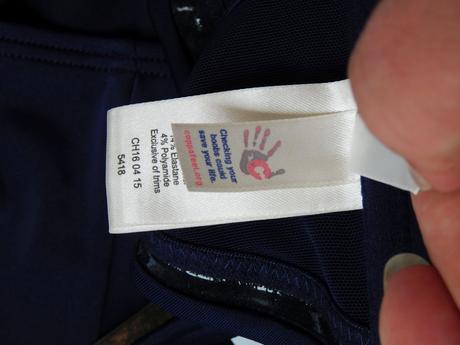 Checking your
boobs could
save your life.
coppafeel.org
Elastane
4% Polyamide
Exclusive of trims
CH16 04 15
5418